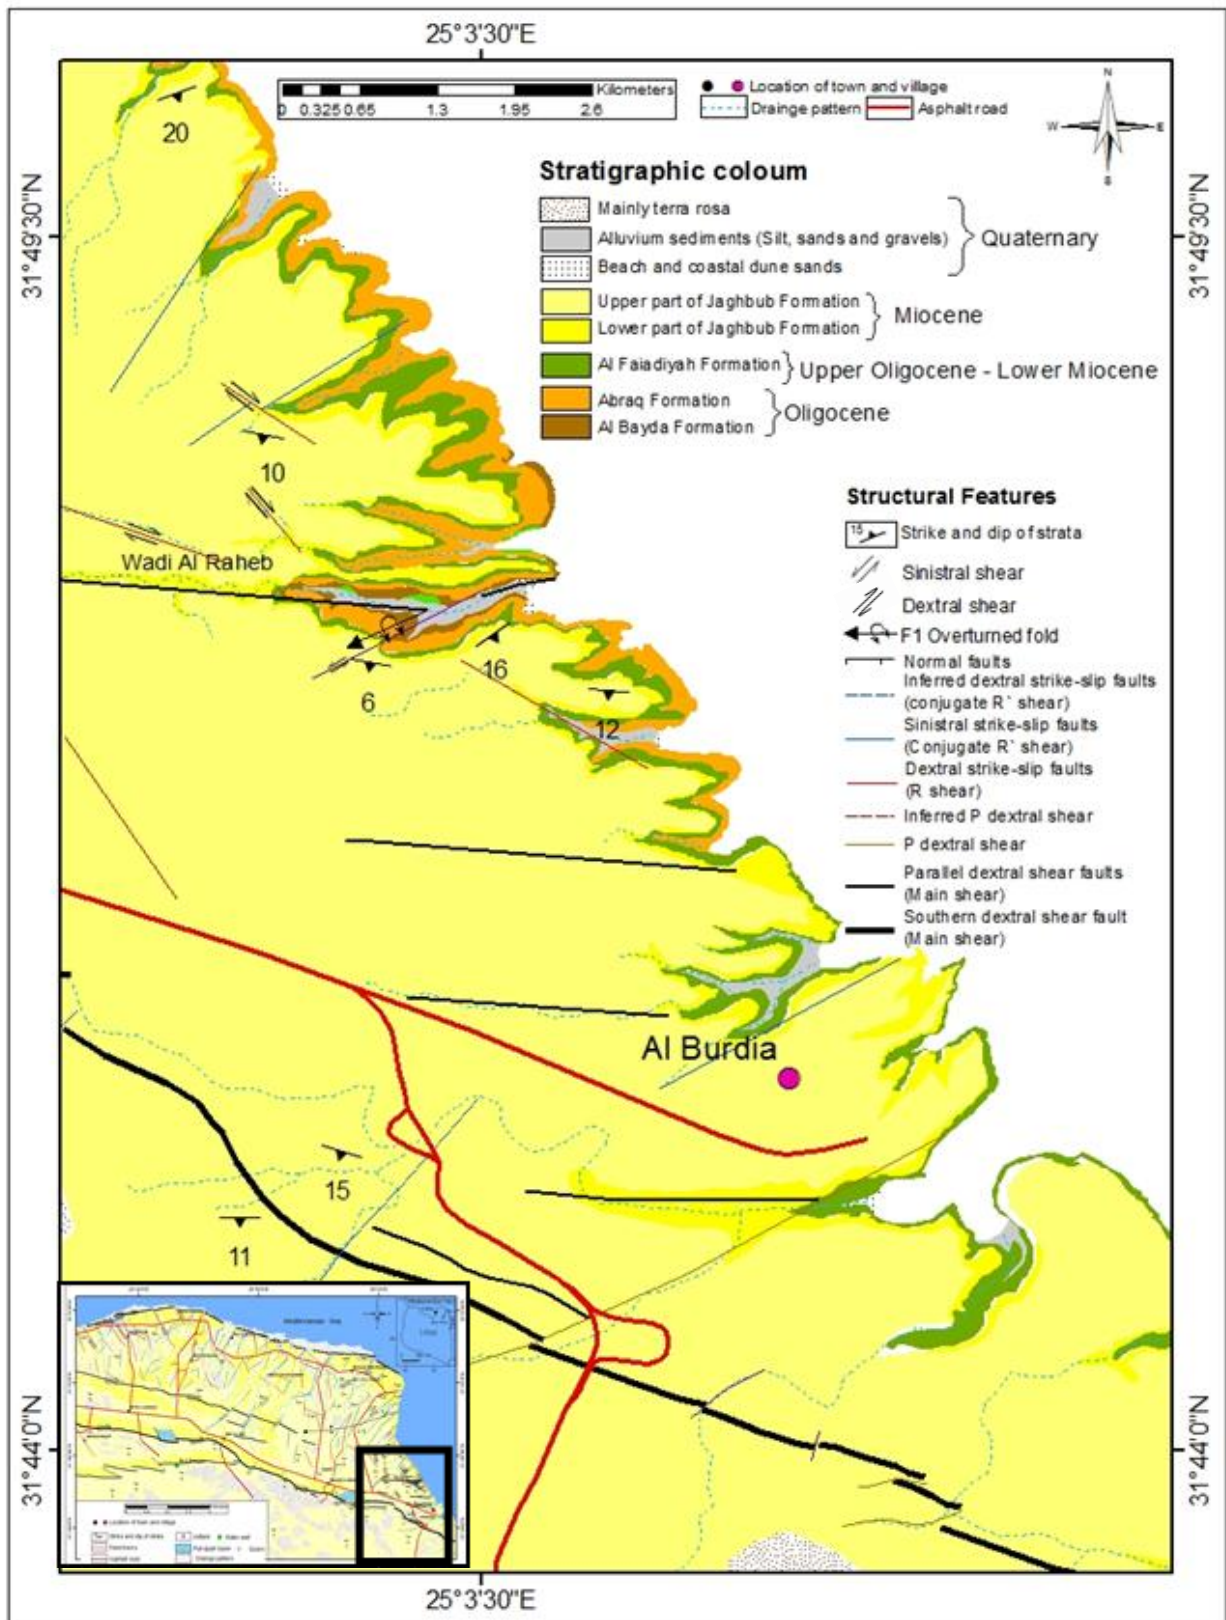 25°3'30"E
Kilometers
0 0.325 0.65 1.3 1.95 2.6
Location of town and village
Drainge pattern
Asphalt road
N
W
E
S
20
31°49'30"N
31°49'30"N
Stratigraphic coloum
Mainly terra rosa
Alluvium sediments (Silt, sands and gravels)
Beach and coastal dune sands
Quaternary
Upper part of Jaghbub Formation
Lower part of Jaghbub Formation
Miocene
Al Faiadiyah Formation
Upper Oligocene - Lower Miocene
Abraq Formation
Al Bayda Formation
Oligocene
10
Structural Features
15
Strike and dip of strata
Sinistral shear
Dextral shear
F1 Overturned fold
Normal faults
Inferred dextral strike-slip faults
(conjugate R` shear)
Sinistral strike-slip faults
(Conjugate R` shear)
Dextral strike-slip faults
(R shear)
Inferred P dextral shear
P dextral shear
Parallel dextral shear faults
(Main shear)
Southern dextral shear fault
(Main shear)
Wadi Al Raheb
16
6
12
Al Burdia
15
11
31°44'0"N
31°44'0"N
25°3'30"E